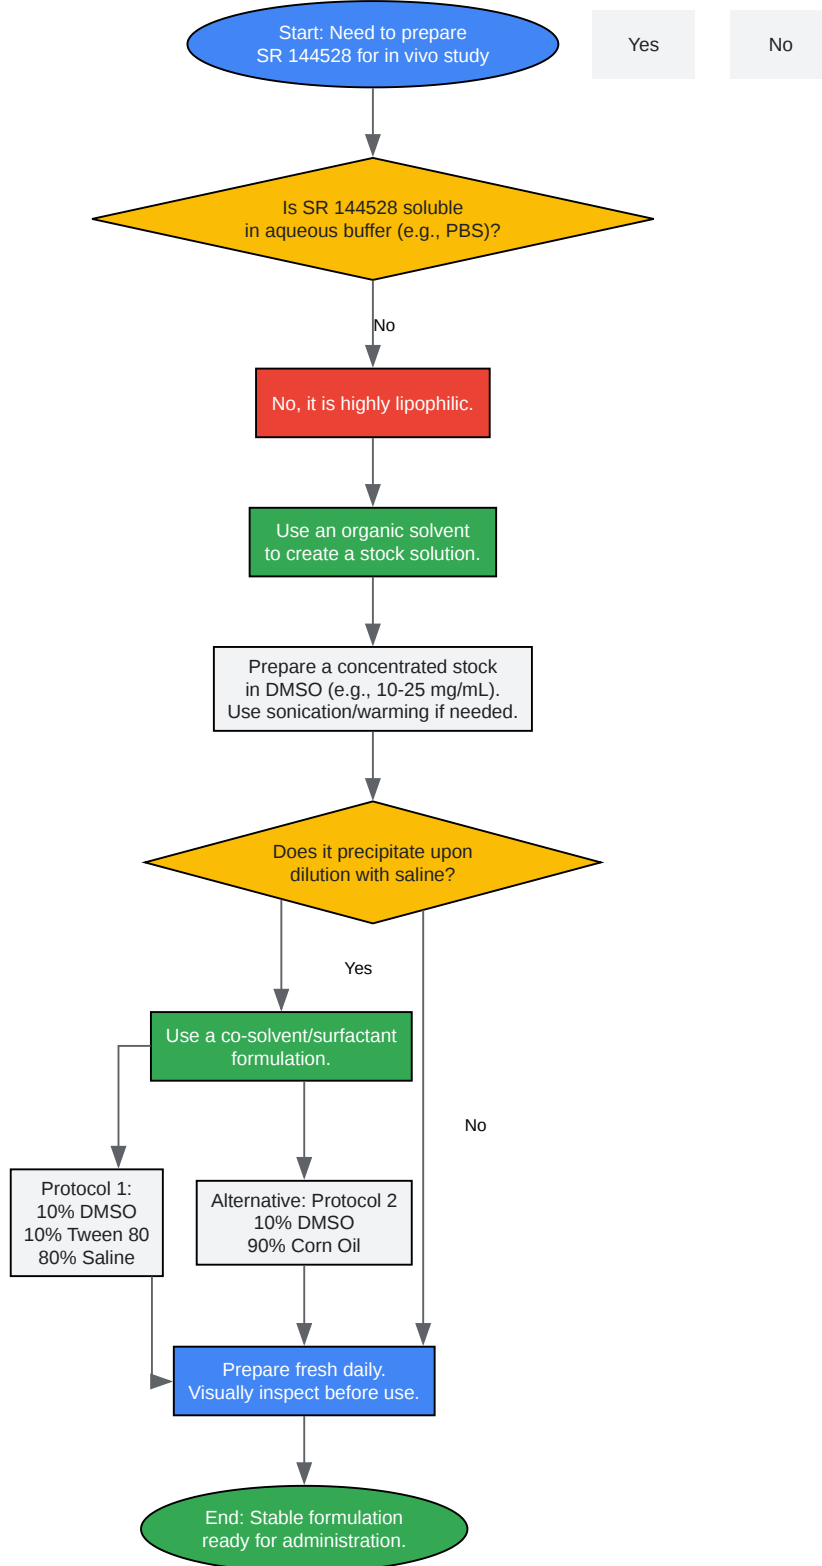 Start: Need to prepare
SR 144528 for in vivo study
Yes
No
Is SR 144528 soluble
in aqueous buffer (e.g., PBS)?
No
No, it is highly lipophilic.
Use an organic solvent
to create a stock solution.
Prepare a concentrated stock
in DMSO (e.g., 10-25 mg/mL).
Use sonication/warming if needed.
Does it precipitate upon
dilution with saline?
Yes
Use a co-solvent/surfactant
formulation.
No
Protocol 1:
10% DMSO
10% Tween 80
80% Saline
Alternative: Protocol 2
10% DMSO
90% Corn Oil
Prepare fresh daily.
Visually inspect before use.
End: Stable formulation
ready for administration.